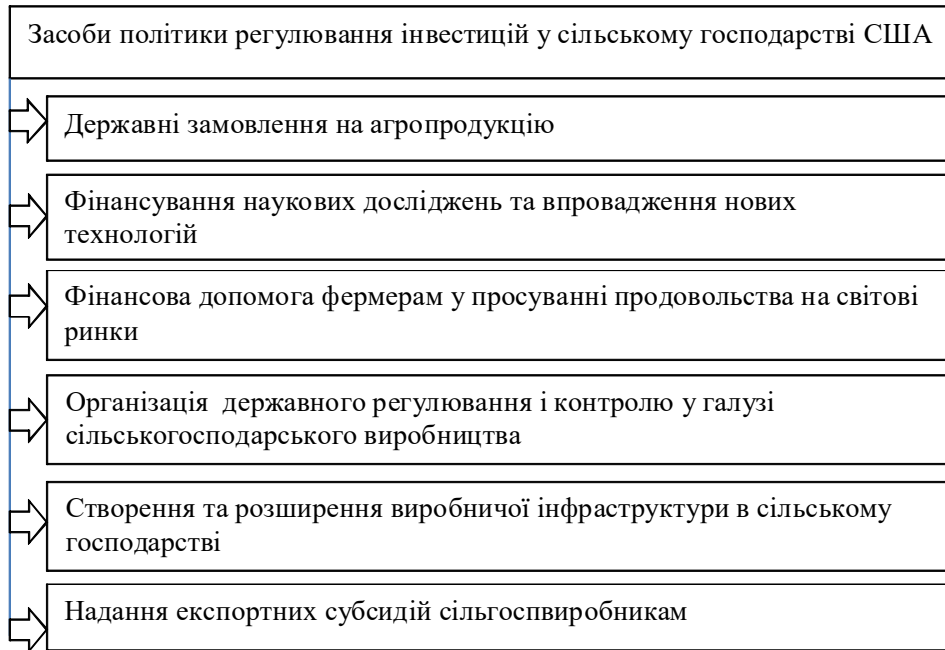 Засоби політики регулювання інвестицій у сільському господарстві США
Державні замовлення на агропродукцію
Фінансування наукових досліджень та впровадження нових
технологій
Фінансова допомога фермерам у просуванні продовольства на світові
ринки
Організація  державного регулювання і контролю у галузі
сільськогосподарського виробництва
Створення та розширення виробничої інфраструктури в сільському
господарстві
Надання експортних субсидій сільгоспвиробникам